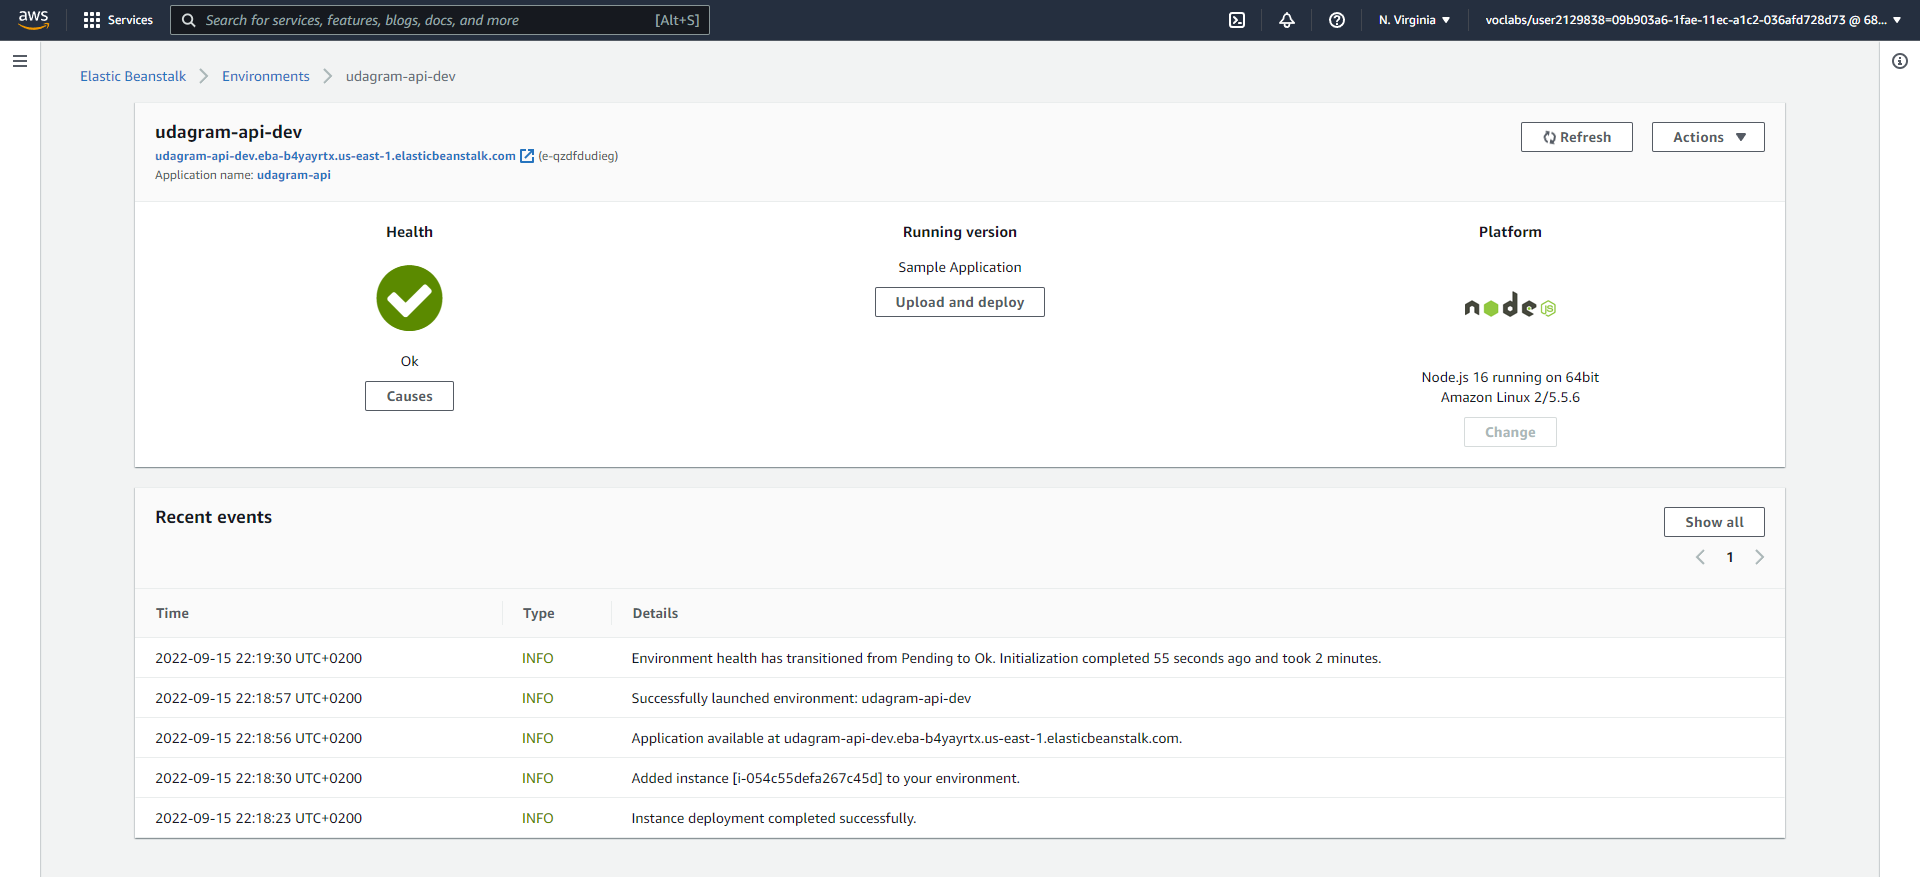 aws
Services
Search for services, features, blogs, docs, and more [Alt+S]
N. Virginia
voclabs/user2129838=09b903a6-1fae-11ec-a1c2-036afd728d73 @ 68...
Elastic Beanstalk > Environments > udagram-api-dev
udagram-api-dev
udagram-api-dev.eba-b4yayrtx.us-east-1.elasticbeanstalk.com (e-qzdfdudieg)
Application name: udagram-api
Refresh
Actions
Health
Ok
Causes
Running version
Sample Application
Upload and deploy
Platform
node JS
Node.js 16 running on 64bit
Amazon Linux 2/5.5.6
Change
Recent events
Show all
1
Time Type Details
2022-09-15 22:19:30 UTC+0200 INFO Environment health has transitioned from Pending to Ok. Initialization completed 55 seconds ago and took 2 minutes.
2022-09-15 22:18:57 UTC+0200 INFO Successfully launched environment: udagram-api-dev
2022-09-15 22:18:56 UTC+0200 INFO Application available at udagram-api-dev.eba-b4yayrtx.us-east-1.elasticbeanstalk.com.
2022-09-15 22:18:30 UTC+0200 INFO Added instance [i-054c55defa267c45d] to your environment.
2022-09-15 22:18:23 UTC+0200 INFO Instance deployment completed successfully.